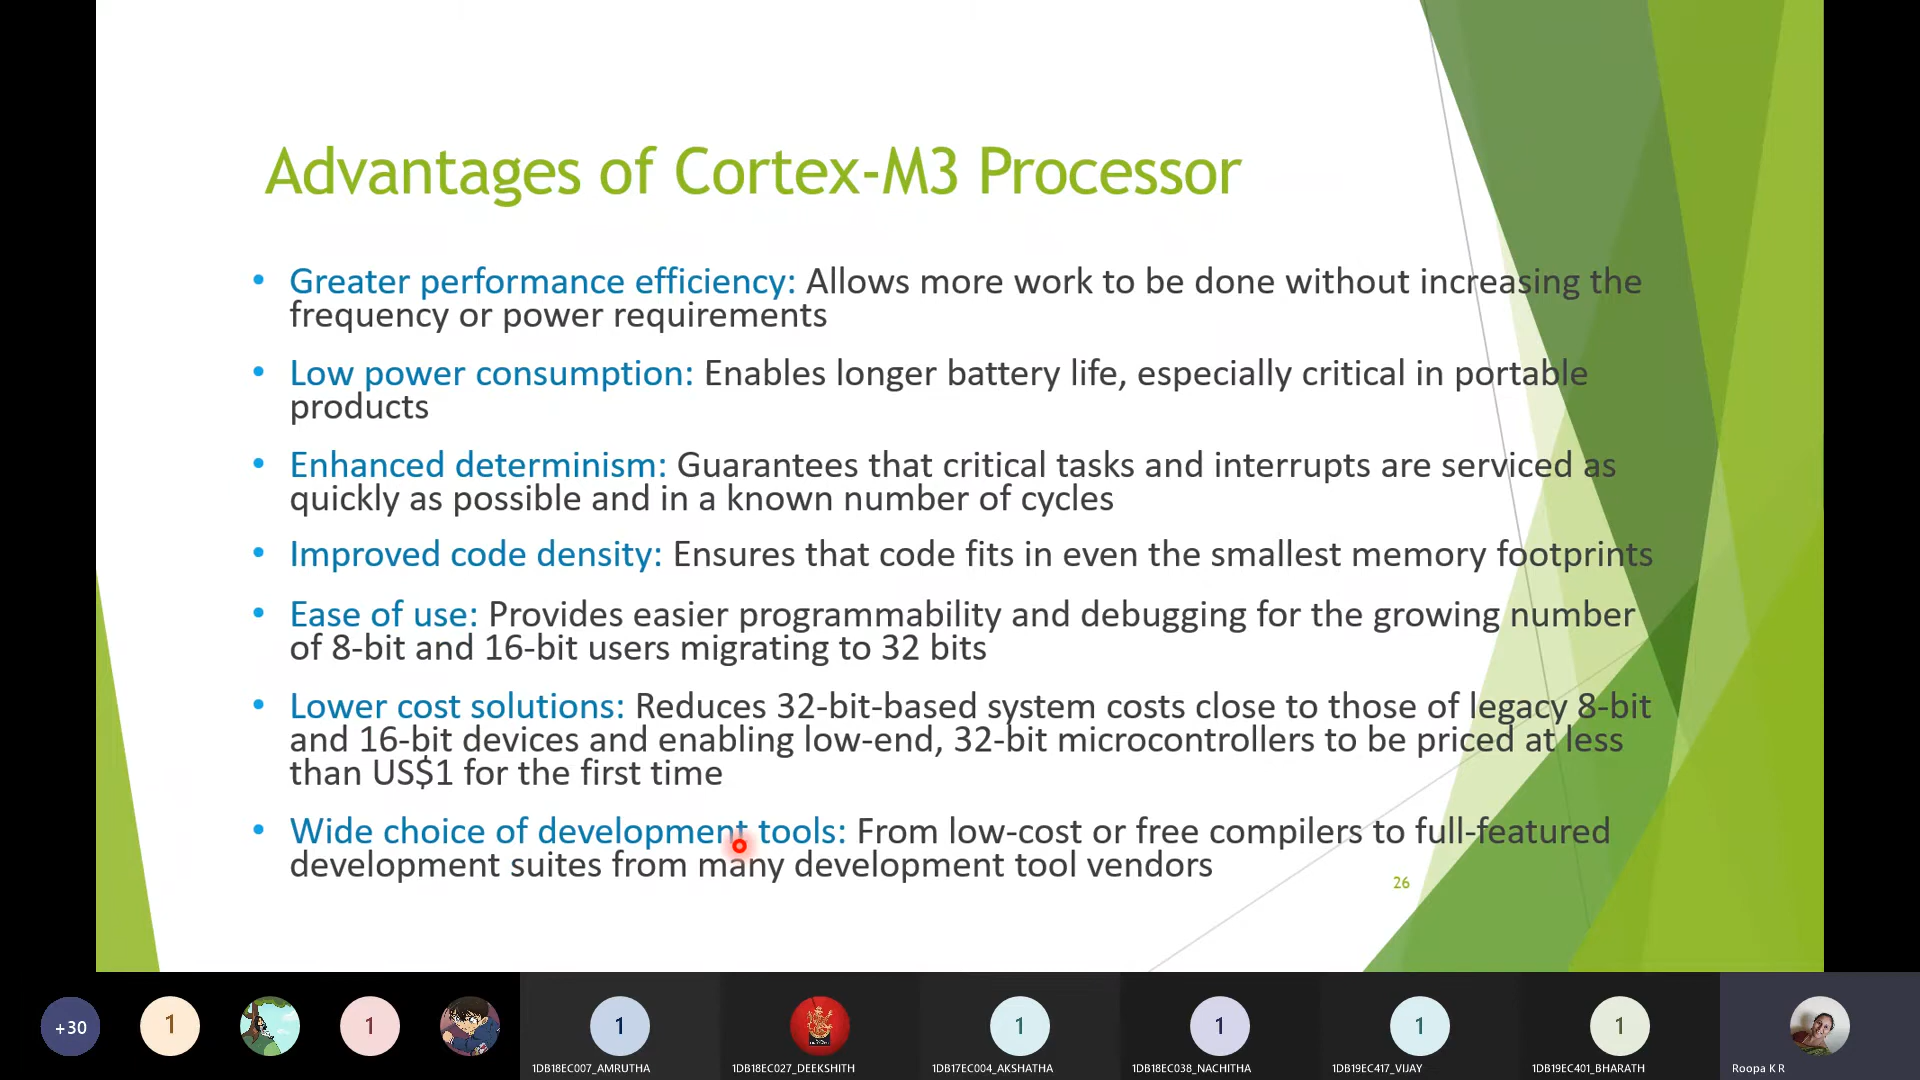 Advantages of Cortex-M3 Processor
• Greater performance efficiency: Allows more work to be done without increasing the
frequency or power requirements
• Low power consumption: Enables longer battery life, especially critical in portable
products
• Enhanced determinism: Guarantees that critical tasks and interrupts are serviced as
quickly as possible and in a known number of cycles
• Improved code density: Ensures that code fits in even the smallest memory footprints
• Ease of use: Provides easier programmability and debugging for the growing number
of 8-bit and 16-bit users migrating to 32 bits
• Lower cost solutions: Reduces 32-bit-based system costs close to those of legacy 8-bit
and 16-bit devices and enabling low-end, 32-bit microcontrollers to be priced at less
than US$1 for the first time
• Wide choice of development tools: From low-cost or free compilers to full-featured
development suites from many development tool vendors
26
+30 1 1 1 1 1 1 1
1DB18EC007_AMRUTHA 1DB18EC027_DEEKSHITH 1DB17EC004_AKSHATHA 1DB18EC038_NACHITHA 1DB19EC417_VIJAY 1DB19EC401_BHARATH Roopa K R